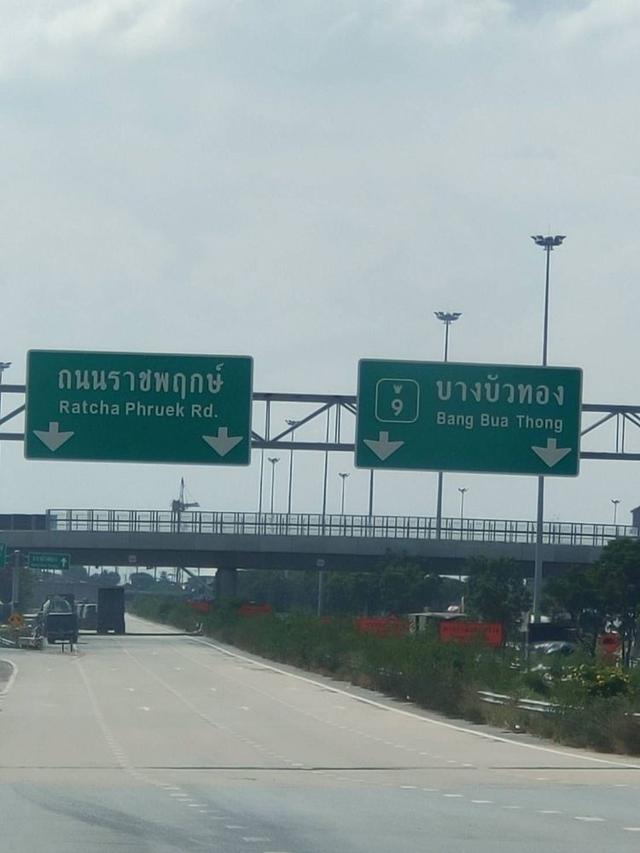 ถนนราชพฤกษ์
Ratcha Phruek Rd.
9
บางบัวทอง
Bang Bua Thong